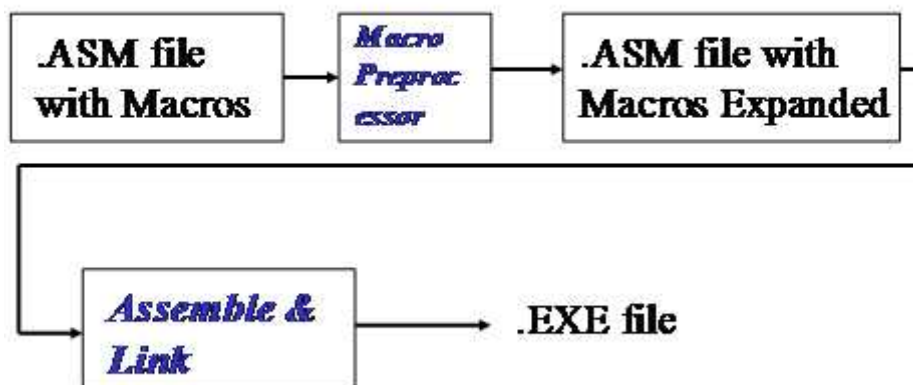 .ASM file
with Macros
Macro
Preproc
essor
.ASM file with
Macros Expanded
Assemble &
Link
.EXE file